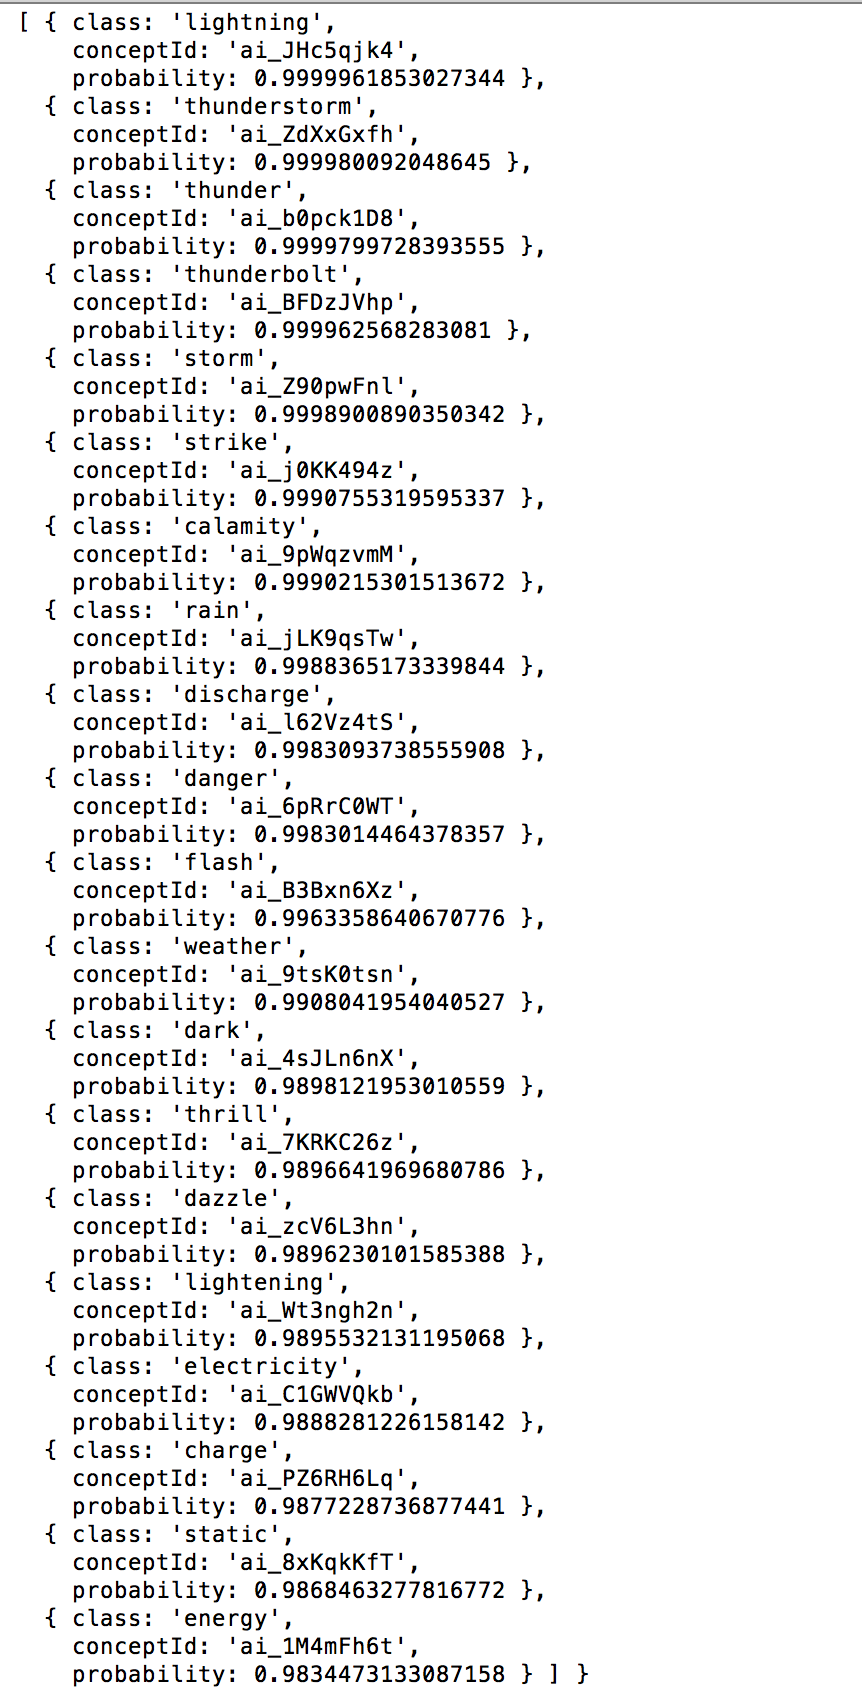 [ { class: 'lightning',
conceptId: 'ai_JHc5qjk4',
probability: 0.9999961853027344 },
{ class: 'thunderstorm',
conceptId: 'ai_ZdXxGxfh',
probability: 0.999980092048645 },
{ class: 'thunder',
conceptId: 'ai_b0pck1D8',
probability: 0.9999799728393555 },
{ class: 'thunderbolt',
conceptId: 'ai_BFDzJVhp',
probability: 0.999962568283081 },
{ class: 'storm',
conceptId: 'ai_Z90pwFnl',
probability: 0.9998900890350342 },
{ class: 'strike',
conceptId: 'ai_j0KK494z',
probability: 0.9990755319595337 },
{ class: 'calamity',
conceptId: 'ai_9pWqzvmM',
probability: 0.9990215301513672 },
{ class: 'rain',
conceptId: 'ai_jLK9qsTw',
probability: 0.9988365173339844 },
{ class: 'discharge',
conceptId: 'ai_l62Vz4tS',
probability: 0.9983093738555908 },
{ class: 'danger',
conceptId: 'ai_6pRrC0WT',
probability: 0.9983014464378357 },
{ class: 'flash',
conceptId: 'ai_B3Bxn6Xz',
probability: 0.9963358640670776 },
{ class: 'weather',
conceptId: 'ai_9tsK0tsn',
probability: 0.9908041954040527 },
{ class: 'dark',
conceptId: 'ai_4sJLn6nX',
probability: 0.9898121953010559 },
{ class: 'thrill',
conceptId: 'ai_7KRKC26z',
probability: 0.9896641969680786 },
{ class: 'dazzle',
conceptId: 'ai_zcV6L3hn',
probability: 0.9896230101585388 },
{ class: 'lightening',
conceptId: 'ai_Wt3ngh2n',
probability: 0.9895532131195068 },
{ class: 'electricity',
conceptId: 'ai_C1GWVQkb',
probability: 0.9888281226158142 },
{ class: 'charge',
conceptId: 'ai_PZ6RH6Lq',
probability: 0.9877228736877441 },
{ class: 'static',
conceptId: 'ai_8xKqkKfT',
probability: 0.9868463277816772 },
{ class: 'energy',
conceptId: 'ai_1M4mFh6t',
probability: 0.9834473133087158 } ] }